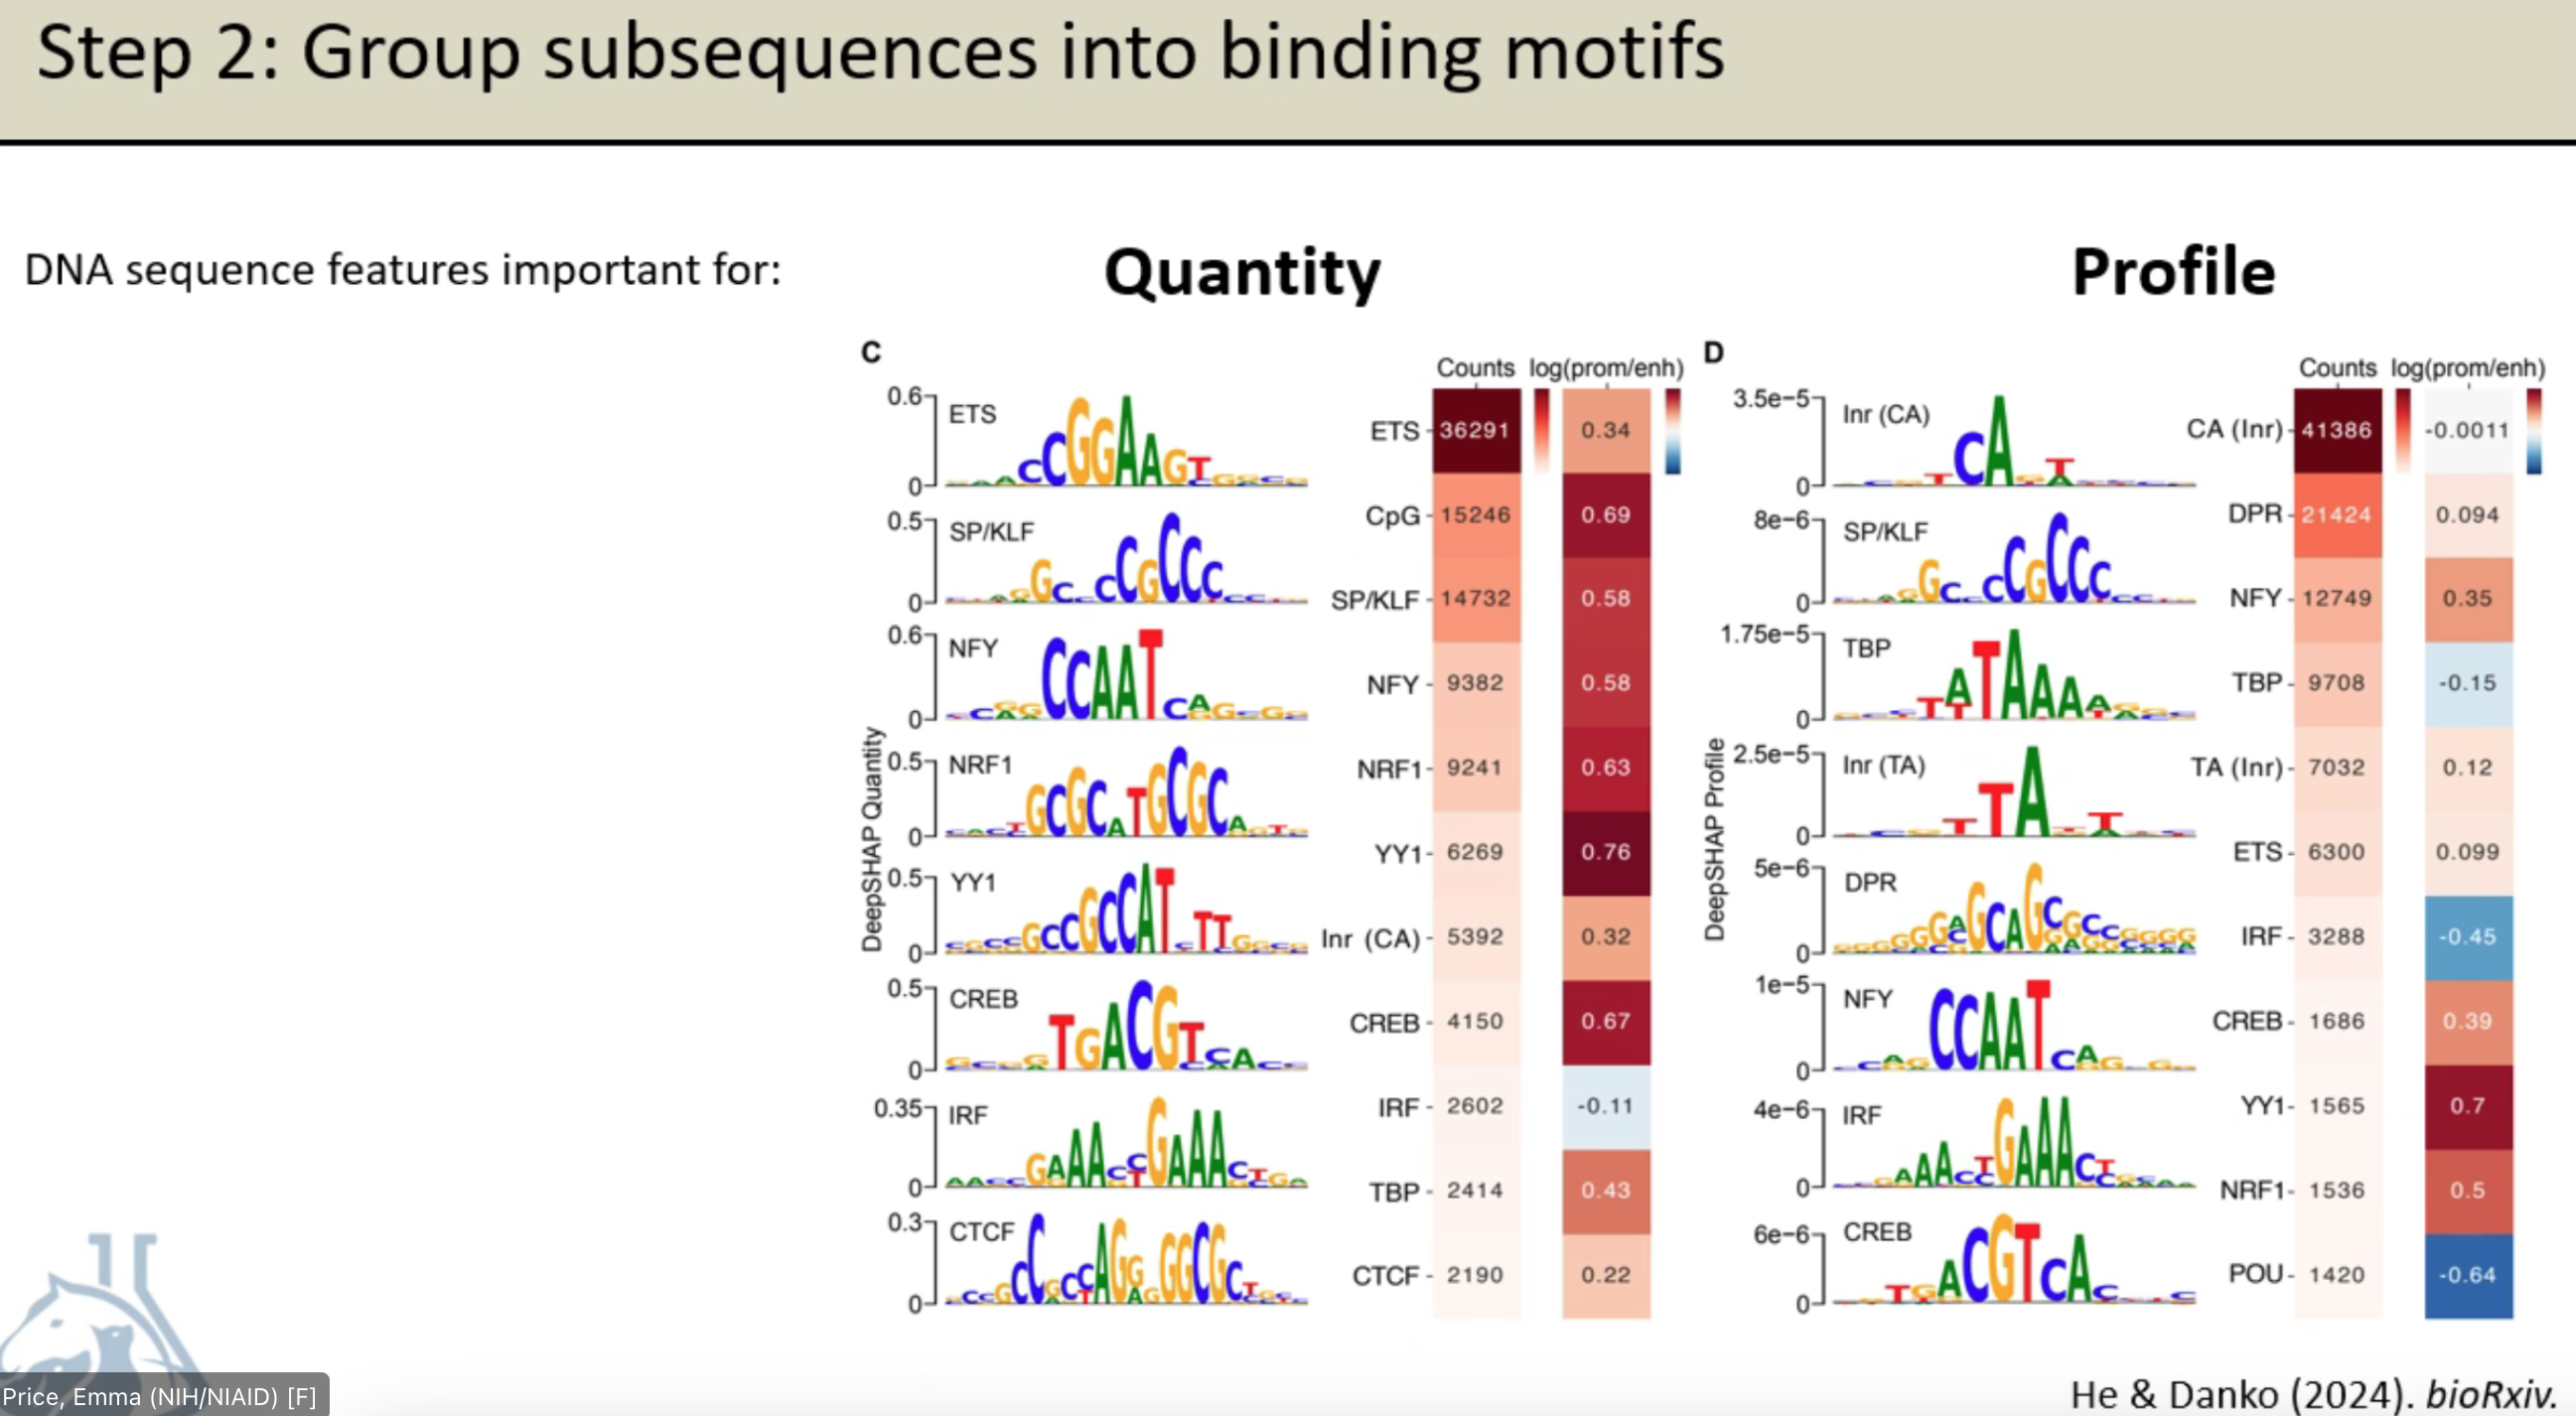 Step 2: Group subsequences into binding motifs
DNA sequence features important for:
Quantity
Profile
C
Counts log(prom/enh)
DeepSHAP Quantity
0.6
ETS
0
0.5
SP/KLF
0
0.6
NFY
0
0.5
NRF1
0
0.5
YY1
0
0.5
CREB
0
0.35
IRF
0
0.3
CTCF
0
ETS 36291 0.34
CpG 15246 0.69
SP/KLF 14732 0.58
NFY 9382 0.58
NRF1 9241 0.63
YY1 6269 0.76
Inr (CA) 5392 0.32
CREB 4150 0.67
IRF 2602 -0.11
TBP 2414 0.43
CTCF 2190 0.22
D
Counts log(prom/enh)
DeepSHAP Profile
3.5e−5
Inr (CA)
0
8e−6
SP/KLF
0
1.75e−5
TBP
0
2.5e−5
Inr (TA)
0
5e−6
DPR
0
1e−5
NFY
0
4e−6
IRF
0
6e−6
CREB
0
CA (Inr) 41386 -0.0011
DPR 21424 0.094
NFY 12749 0.35
TBP 9708 -0.15
TA (Inr) 7032 0.12
ETS 6300 0.099
IRF 3288 -0.45
CREB 1686 0.39
YY1 1565 0.7
NRF1 1536 0.5
POU 1420 -0.64
Price, Emma (NIH/NIAID) [F]
He & Danko (2024). bioRxiv.